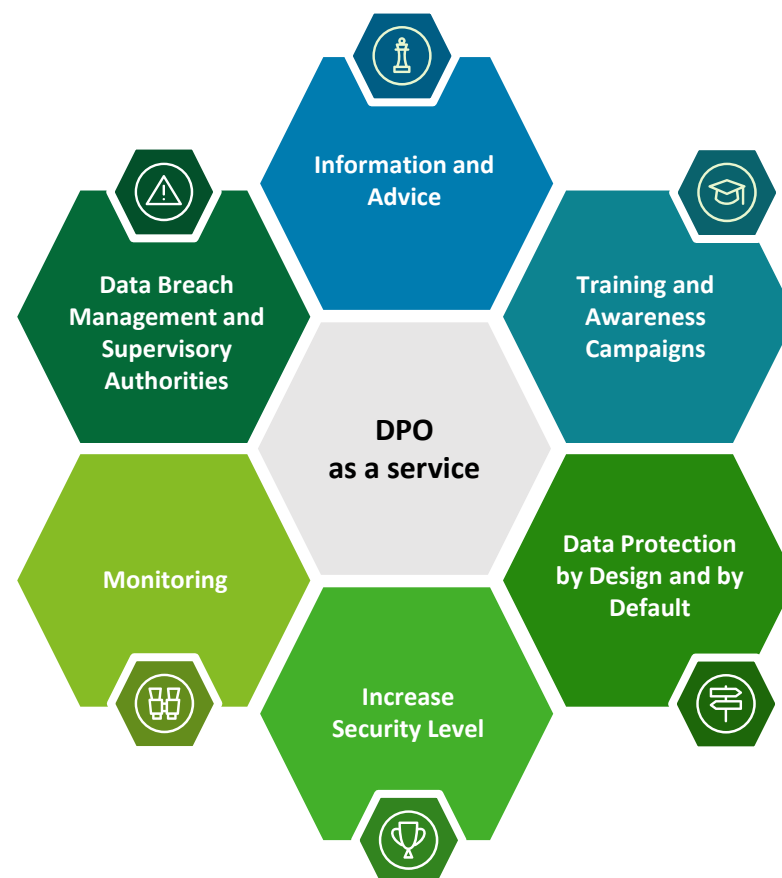 Information and
Advice
Data Breach
Management and
Supervisory
Authorities
Training and
Awareness
Campaigns
DPO
as a service
Monitoring
Data Protection
by Design and by
Default
Increase
Security Level